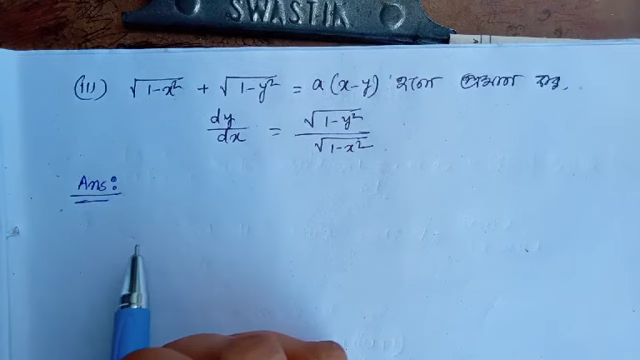 SWASTIK
(iii) √1-x² + √1-y² = a(x-y) হলে প্রমাণ কর,
dy/dx = √1-y²/√1-x²
Ans: